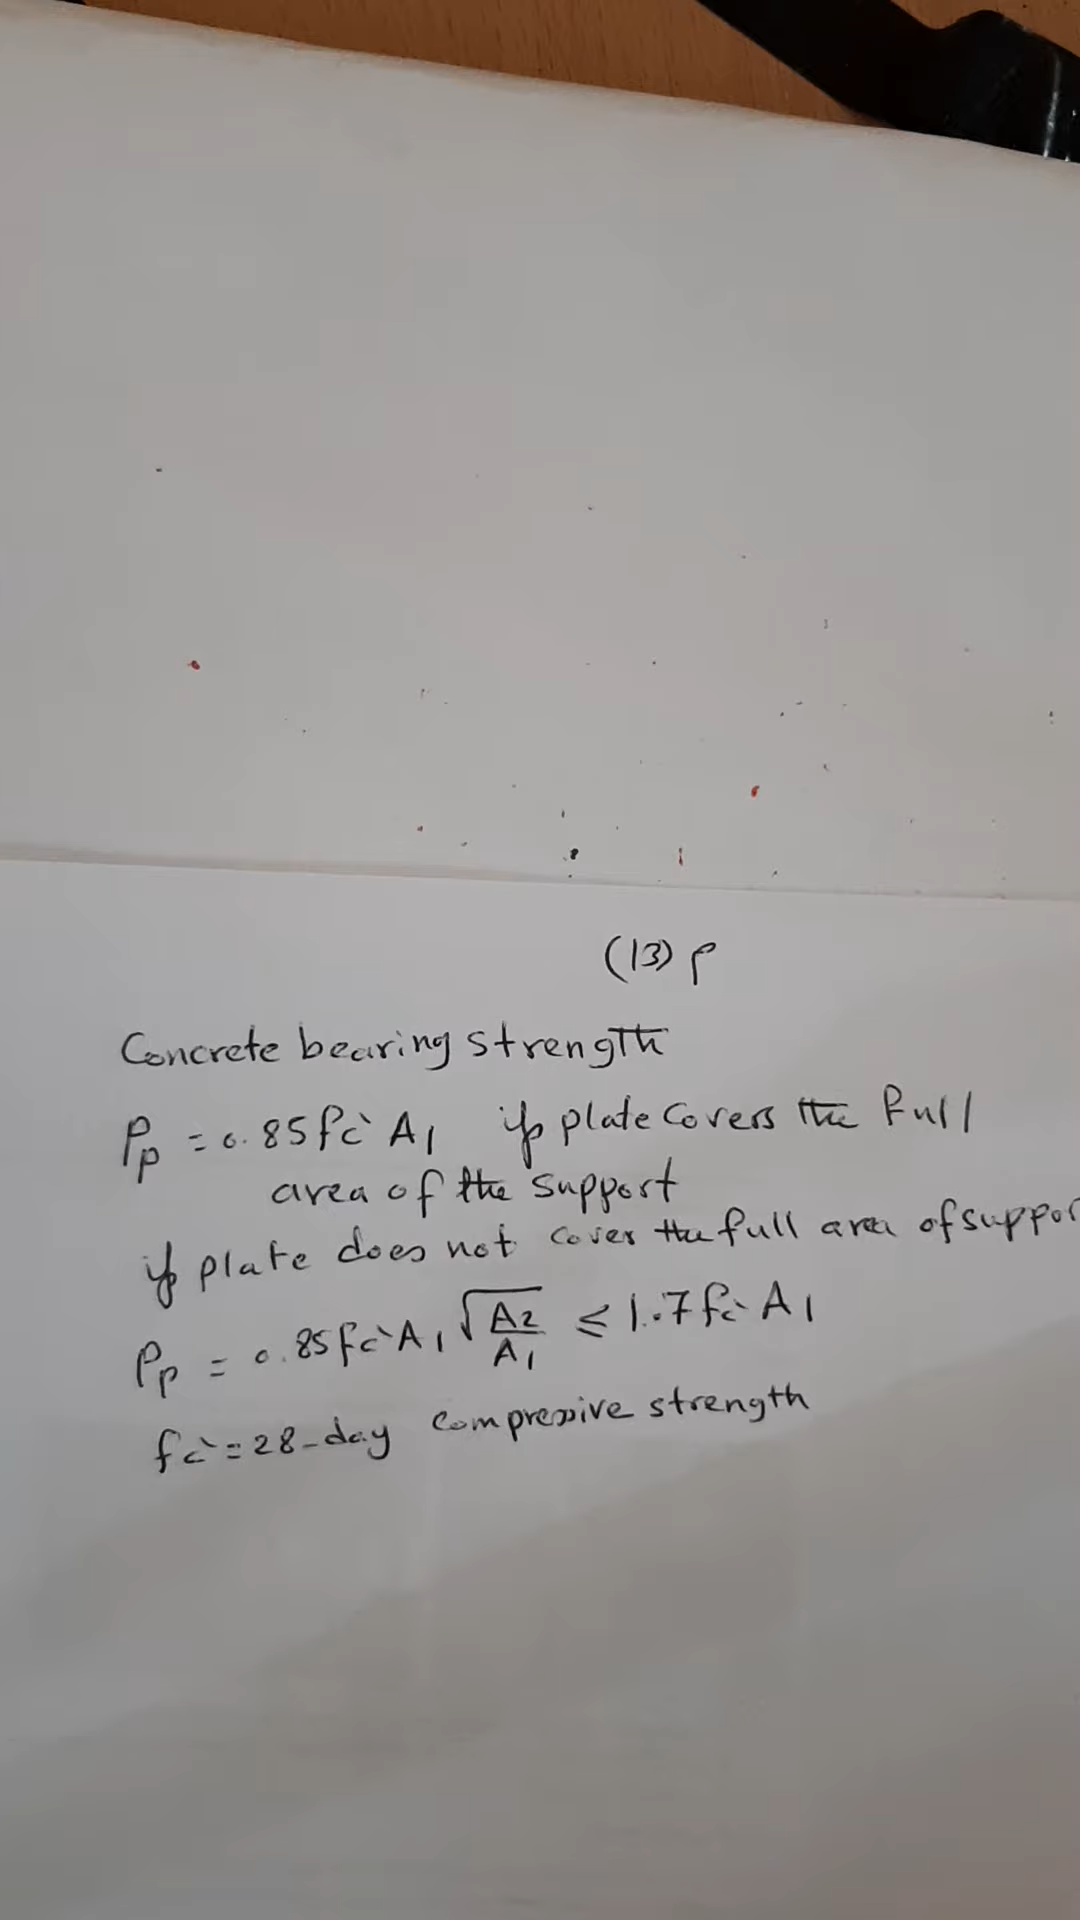 (13) P
Concrete bearing strength
Pp = 0.85 fc' A1 if plate covers the full
area of the support
if plate does not cover the full area of suppor
Pp = 0.85 fc' A1 √(A2/A1) ≤ 1.7 fc' A1
fc' = 28-day compressive strength